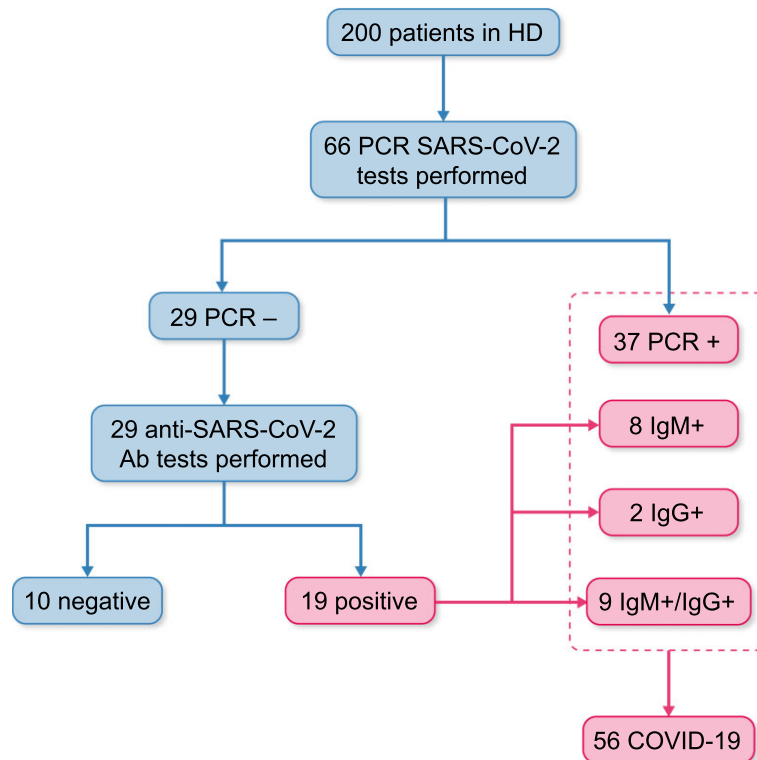 200 patients in HD
66 PCR SARS-CoV-2
tests performed
29 PCR –
37 PCR +
29 anti-SARS-CoV-2
Ab tests performed
8 IgM+
2 IgG+
10 negative
19 positive
9 IgM+/IgG+
56 COVID-19